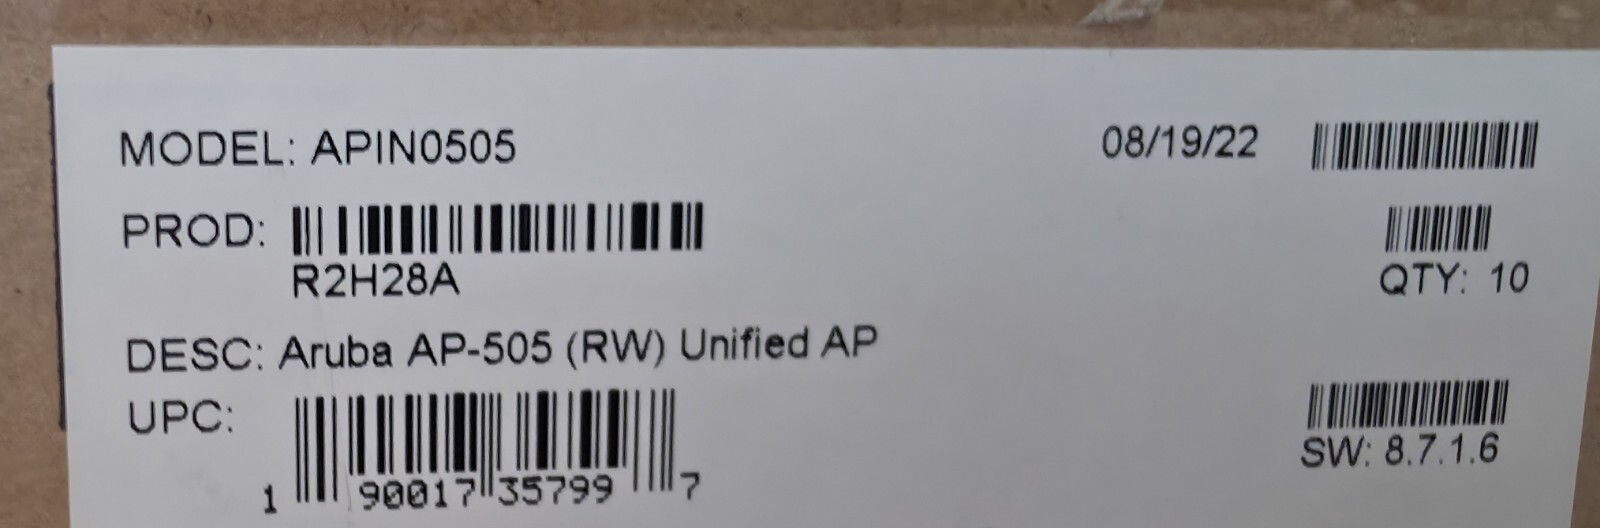 MODEL: APIN0505 08/19/22
PROD:
R2H28A QTY: 10
DESC: Aruba AP-505 (RW) Unified AP
UPC:
1 90017 35799 7 SW: 8.7.1.6